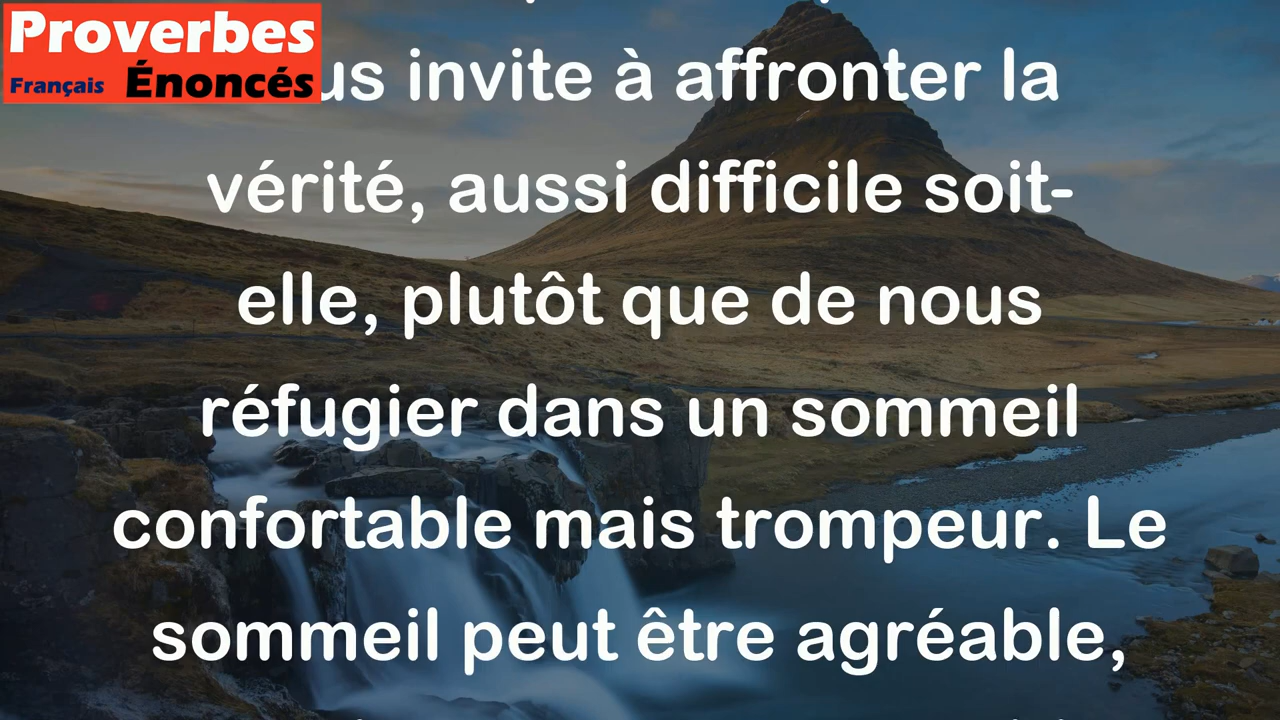 Proverbes
Français Énoncés
us invite à affronter la
vérité, aussi difficile soit-
elle, plutôt que de nous
réfugier dans un sommeil
confortable mais trompeur. Le
sommeil peut être agréable,